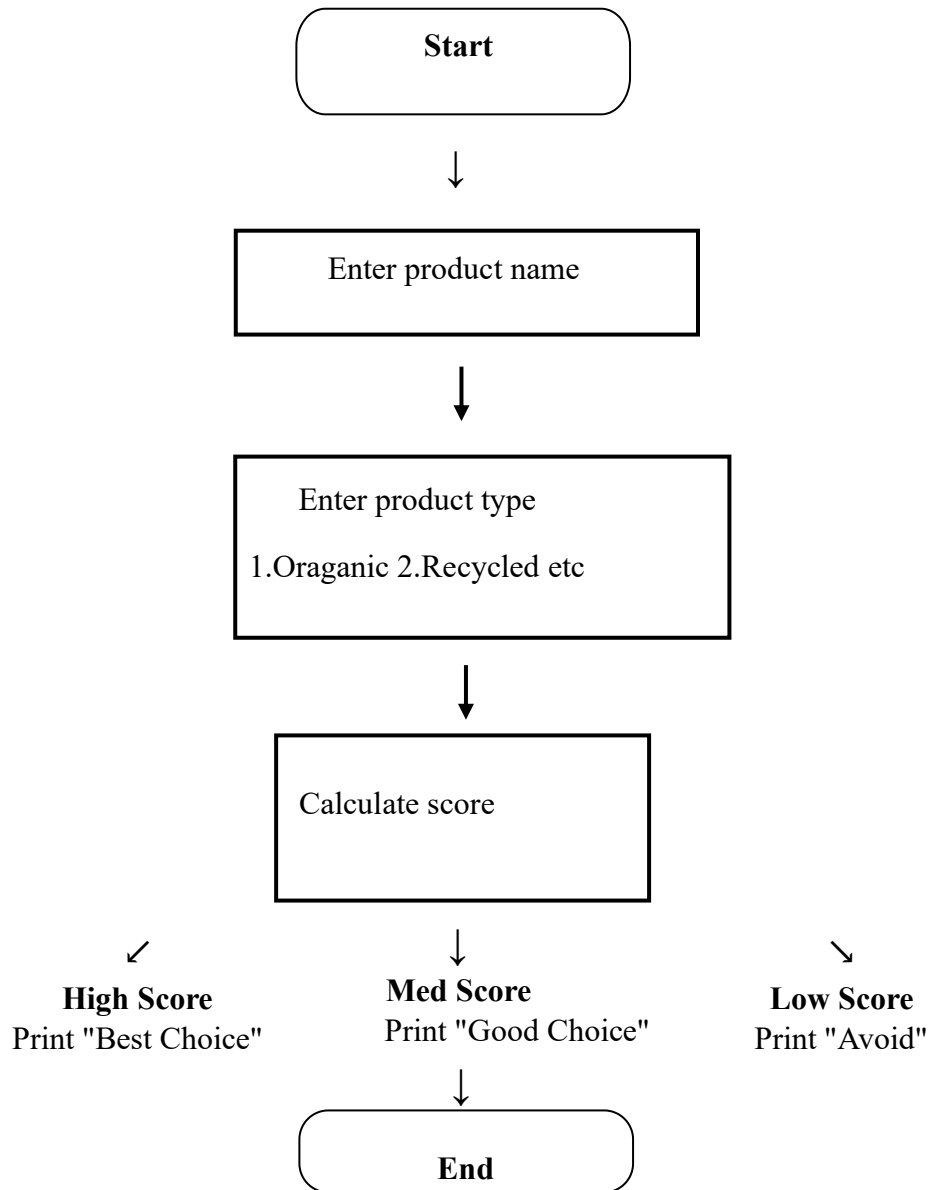 Start
Enter product name
Enter product type
1.Oraganic 2.Recycled etc
Calculate score
High Score
Print "Best Choice"
Med Score
Print "Good Choice"
Low Score
Print "Avoid"
End